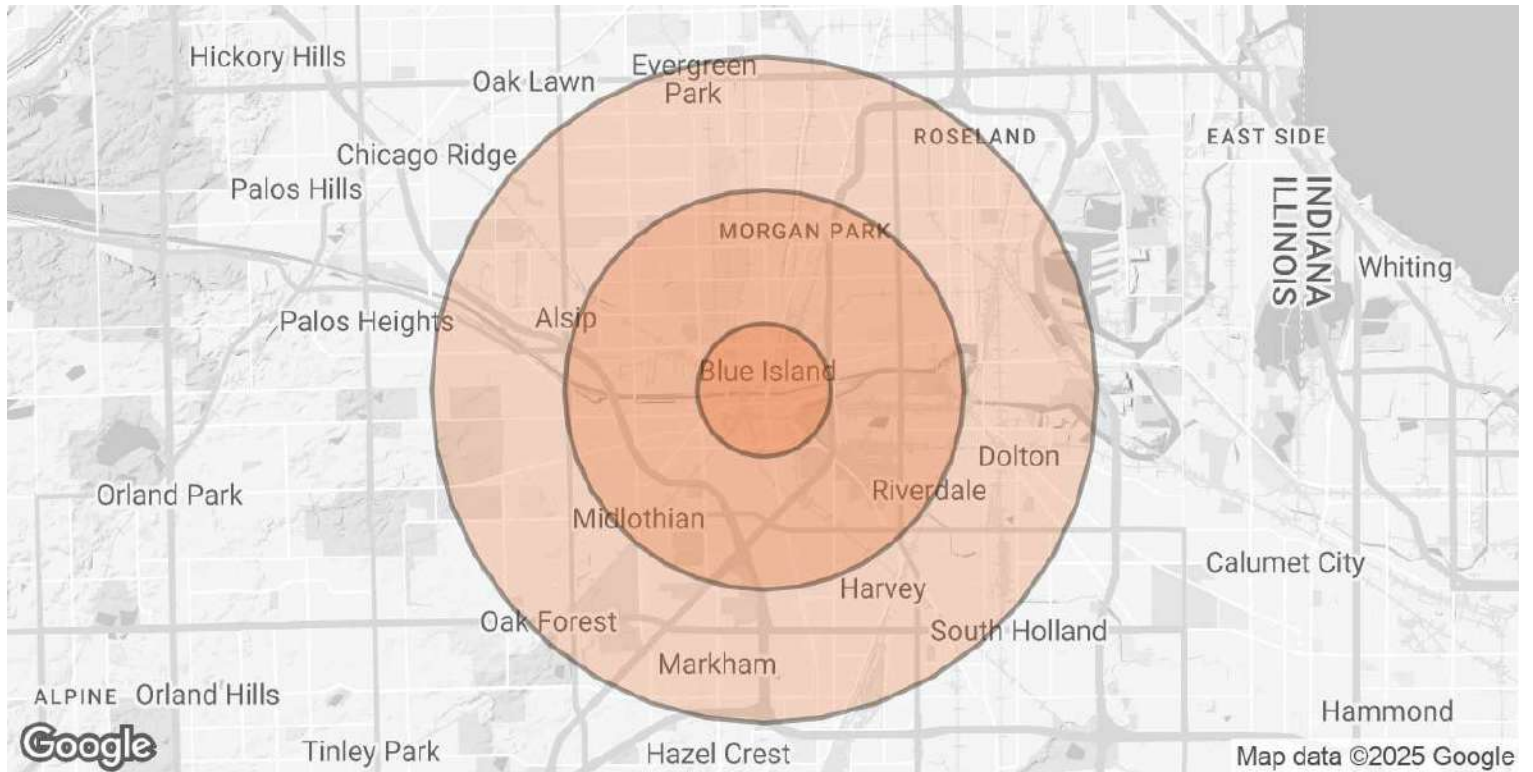 Hickory Hills
Oak Lawn
Evergreen
Park
ROSELAND
EAST SIDE
Chicago Ridge
Palos Hills
INDIANA
ILLINOIS
MORGAN PARK
Whiting
Palos Heights
Alsip
Blue Island
Dolton
Orland Park
Riverdale
Midlothian
Calumet City
Harvey
Oak Forest
South Holland
Markham
ALPINE
Orland Hills
Hammond
Google
Tinley Park
Hazel Crest
Map data ©2025 Google